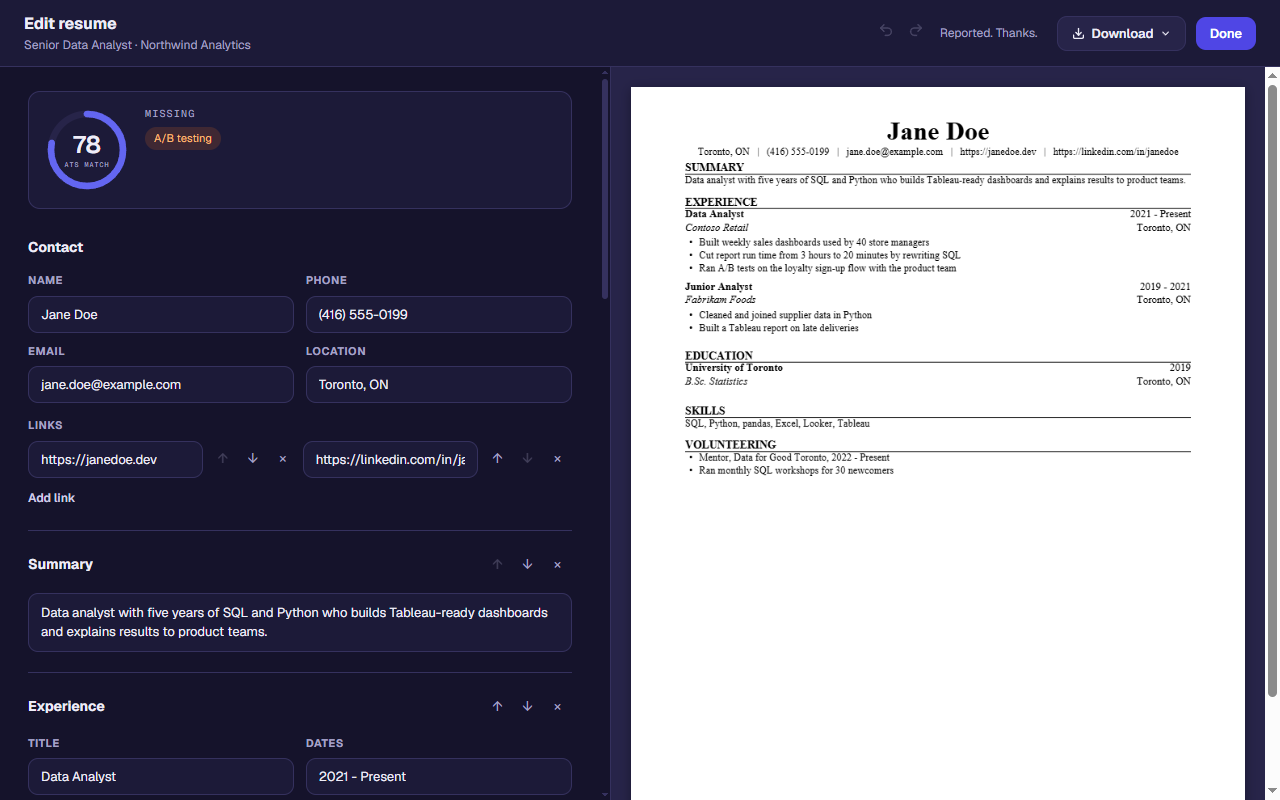 Edit resume
Senior Data Analyst · Northwind Analytics
Reported. Thanks.
Download
Done
78
ATS MATCH
MISSING
A/B testing
Contact
NAME
PHONE
Jane Doe
(416) 555-0199
EMAIL
LOCATION
jane.doe@example.com
Toronto, ON
LINKS
https://janedoe.dev
https://linkedin.com/in/ja
Add link
Summary
Data analyst with five years of SQL and Python who builds Tableau-ready dashboards
and explains results to product teams.
Experience
TITLE
DATES
Data Analyst
2021 - Present
Jane Doe
Toronto, ON | (416) 555-0199 | jane.doe@example.com | https://janedoe.dev | https://linkedin.com/in/janedoe
SUMMARY
Data analyst with five years of SQL and Python who builds Tableau-ready dashboards and explains results to product teams.
EXPERIENCE
Data Analyst 2021 - Present
Contoso Retail Toronto, ON
• Built weekly sales dashboards used by 40 store managers
• Cut report run time from 3 hours to 20 minutes by rewriting SQL
• Ran A/B tests on the loyalty sign-up flow with the product team
Junior Analyst 2019 - 2021
Fabrikam Foods Toronto, ON
• Cleaned and joined supplier data in Python
• Built a Tableau report on late deliveries
EDUCATION
University of Toronto 2019
B.Sc. Statistics Toronto, ON
SKILLS
SQL, Python, pandas, Excel, Looker, Tableau
VOLUNTEERING
• Mentor, Data for Good Toronto, 2022 - Present
• Ran monthly SQL workshops for 30 newcomers